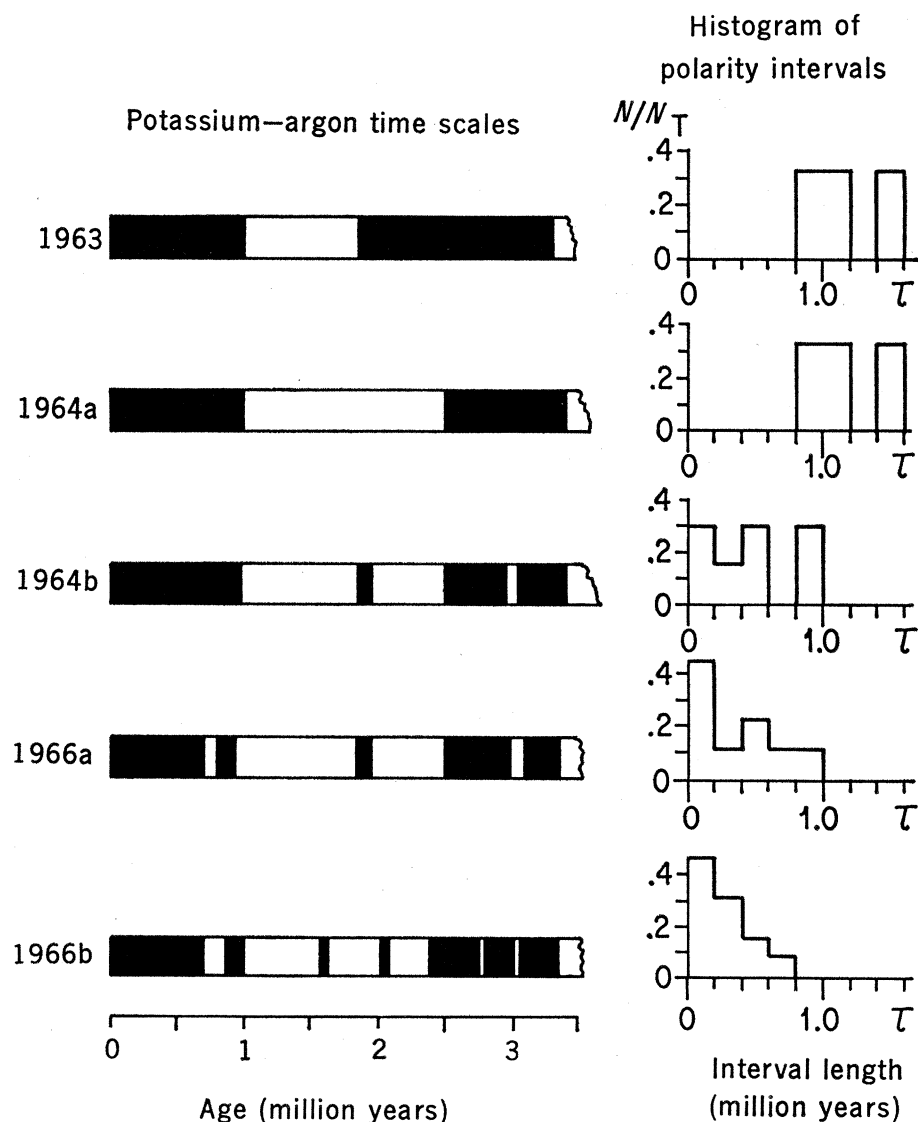 Histogram of
polarity intervals
Potassium—argon time scales
N/N T
.4
.2
0
0 1.0 τ
1963
.4
.2
0
0 1.0 τ
1964a
.4
.2
0
0 1.0 τ
1964b
.4
.2
0
0 1.0 τ
1966a
.4
.2
0
0 1.0 τ
1966b
0 1 2 3
Age (million years)
Interval length
(million years)